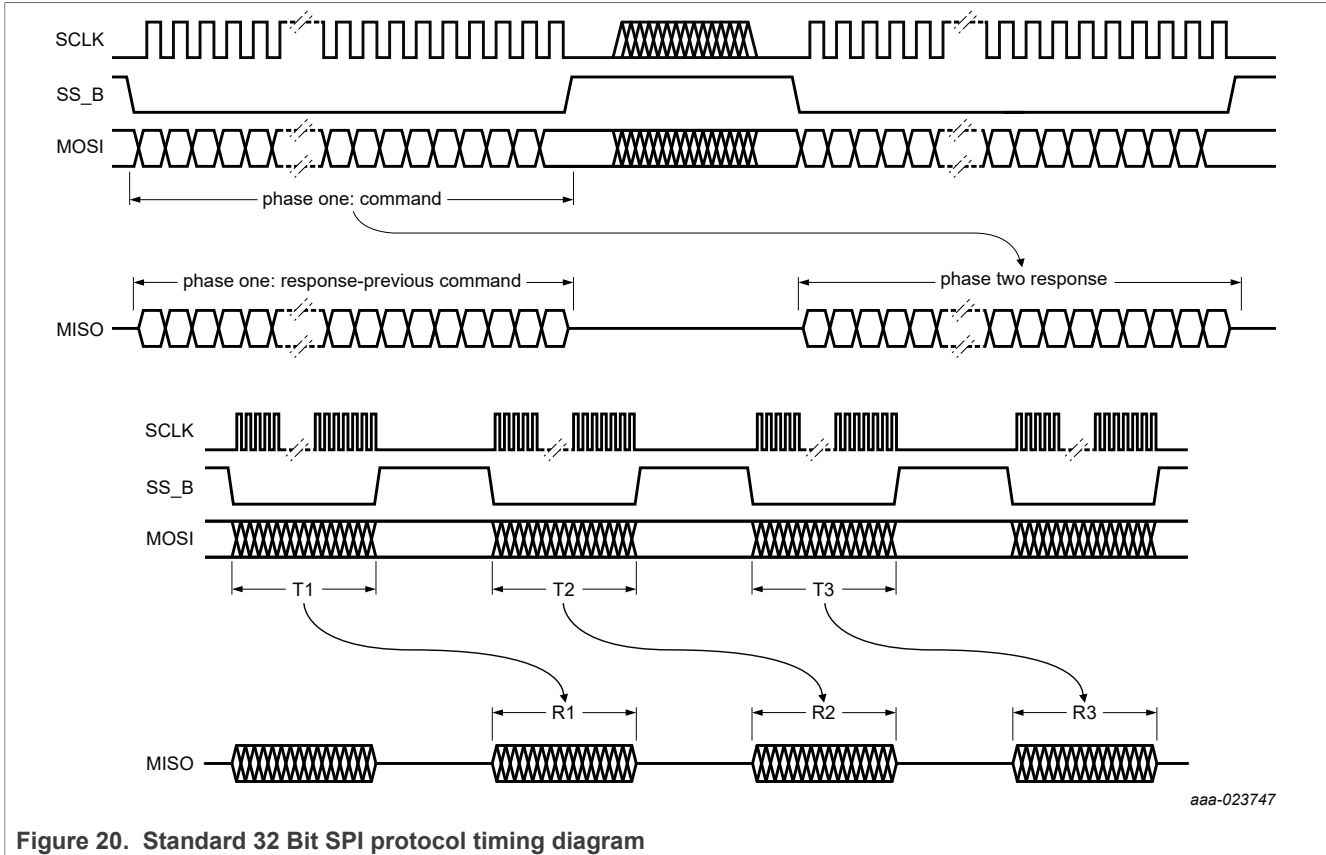 SCLK
SS_B
MOSI
phase one: command
phase one: response-previous command
phase two response
MISO
SCLK
SS_B
MOSI
T1 T2 T3
R1 R2 R3
MISO
aaa-023747
Figure 20. Standard 32 Bit SPI protocol timing diagram